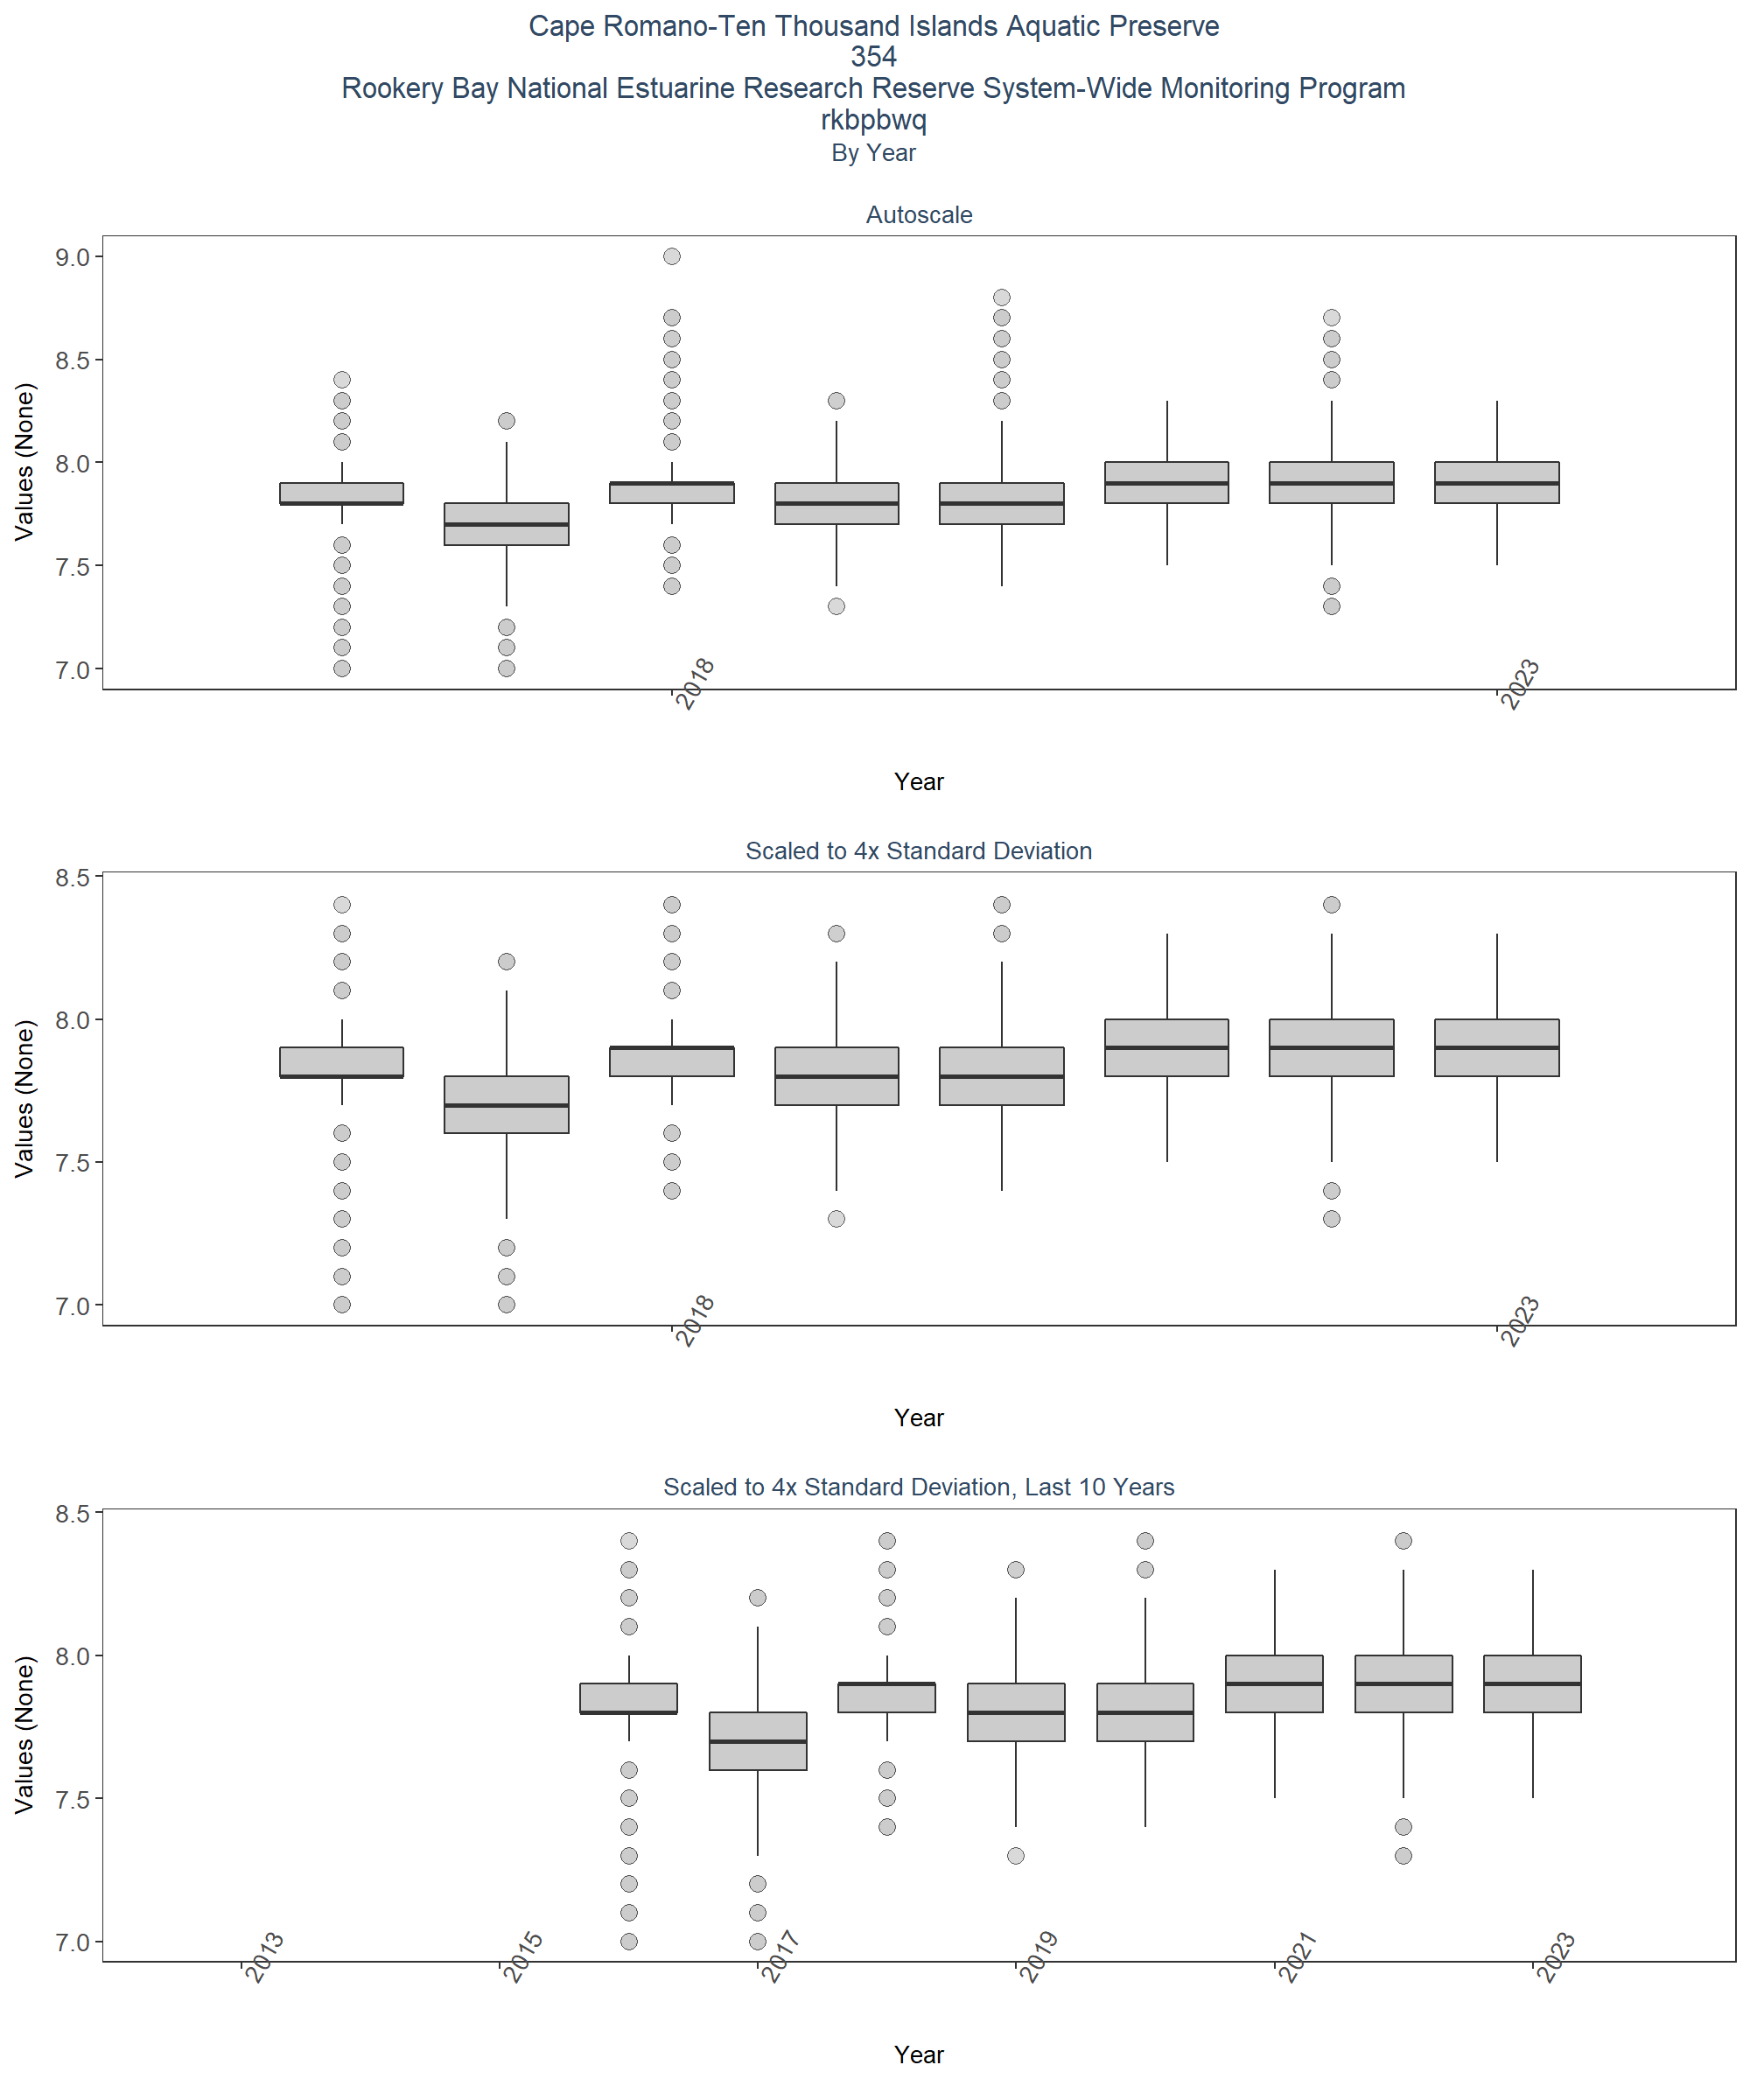 Cape Romano-Ten Thousand Islands Aquatic Preserve
354
Rookery Bay National Estuarine Research Reserve System-Wide Monitoring Program
rkbpbwq
By Year
Autoscale
Values (None)
9.0
8.5
8.0
7.5
7.0
2018
2023
Year
Scaled to 4x Standard Deviation
Values (None)
8.5
8.0
7.5
7.0
2018
2023
Year
Scaled to 4x Standard Deviation, Last 10 Years
Values (None)
8.5
8.0
7.5
7.0
2013
2015
2017
2019
2021
2023
Year